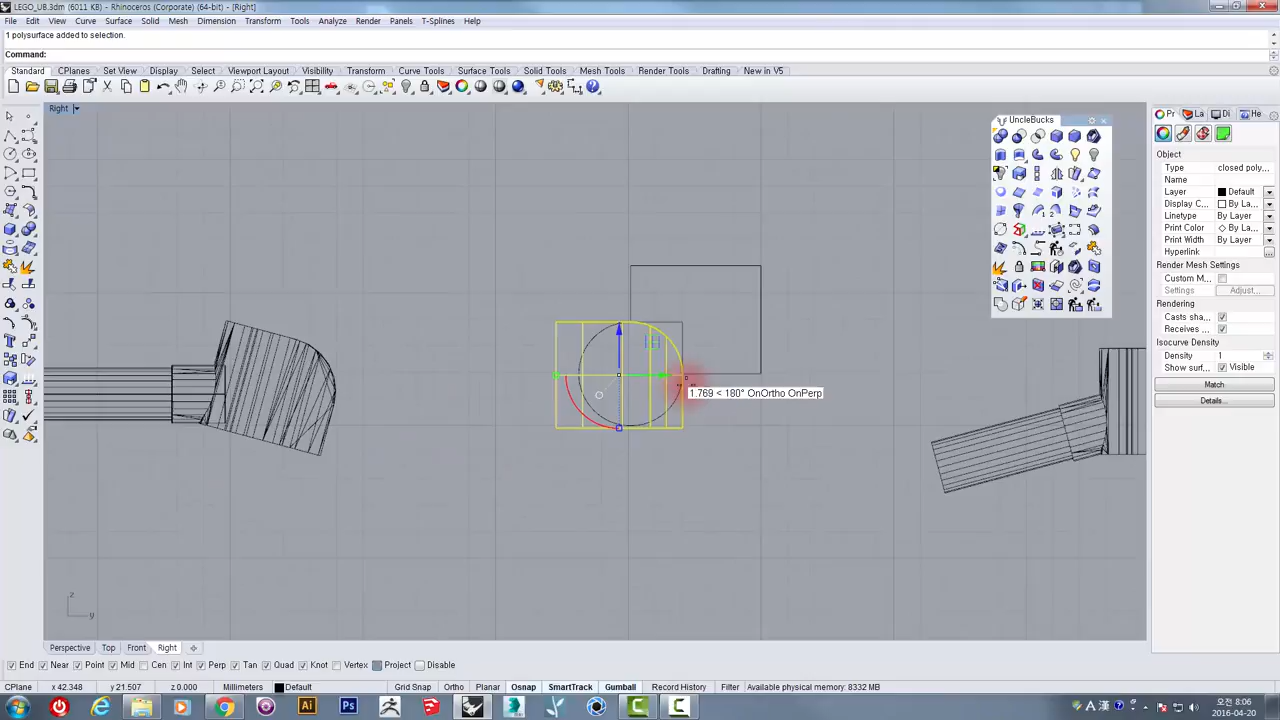 LEGO_UB.3dm (6011 KB) - Rhinoceros (Corporate) (64-bit) - [Right]
File Edit View Curve Surface Solid Mesh Dimension Transform Tools Analyze Render Panels T-Splines Help
1 polysurface added to selection.
Command:
Standard CPlanes Set View Display Select Viewport Layout Visibility Transform Curve Tools Surface Tools Solid Tools Mesh Tools Render Tools Drafting New in V5
Right
UncleBucks
Pr La Di He
Object
Type closed poly...
Name
Layer Default
Display C... By La...
Linetype By Layer
Print Color By La...
Print Width By Layer
Hyperlink ...
Render Mesh Settings
Custom M...
Settings Adjust...
Rendering
Casts sha...
Receives ...
Isocurve Density
Density 1
Show surf... Visible
Match
Details...
1.769 < 180° OnOrtho OnPerp
z
y
Perspective Top Front Right
End Near Point Mid Cen Int Perp Tan Quad Knot Vertex Project Disable
CPlane x 42.348 y 21.507 z 0.000 Millimeters Default Grid Snap Ortho Planar Osnap SmartTrack Gumball Record History Filter Available physical memory: 8332 MB
Ai Ps A 漢 오전 8:06
2016-04-20